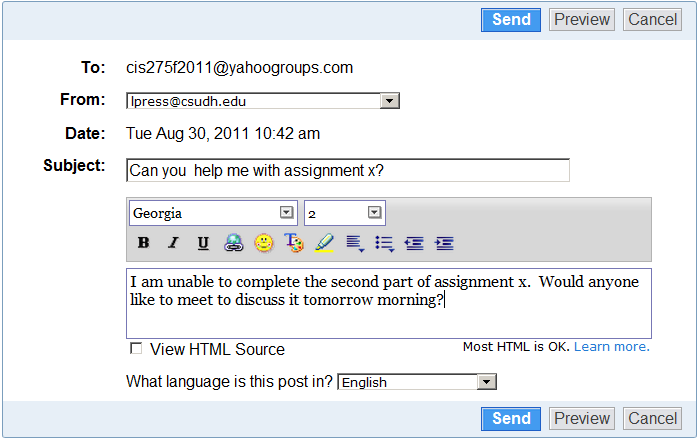 Send Preview Cancel
To: cis275f2011@yahoogroups.com
From: lpress@csudh.edu
Date: Tue Aug 30, 2011 10:42 am
Subject: Can you  help me with assignment x?
Georgia 2
B I U T
I am unable to complete the second part of assignment x.  Would anyone
like to meet to discuss it tomorrow morning?
View HTML Source Most HTML is OK. Learn more.
What language is this post in? English
Send Preview Cancel